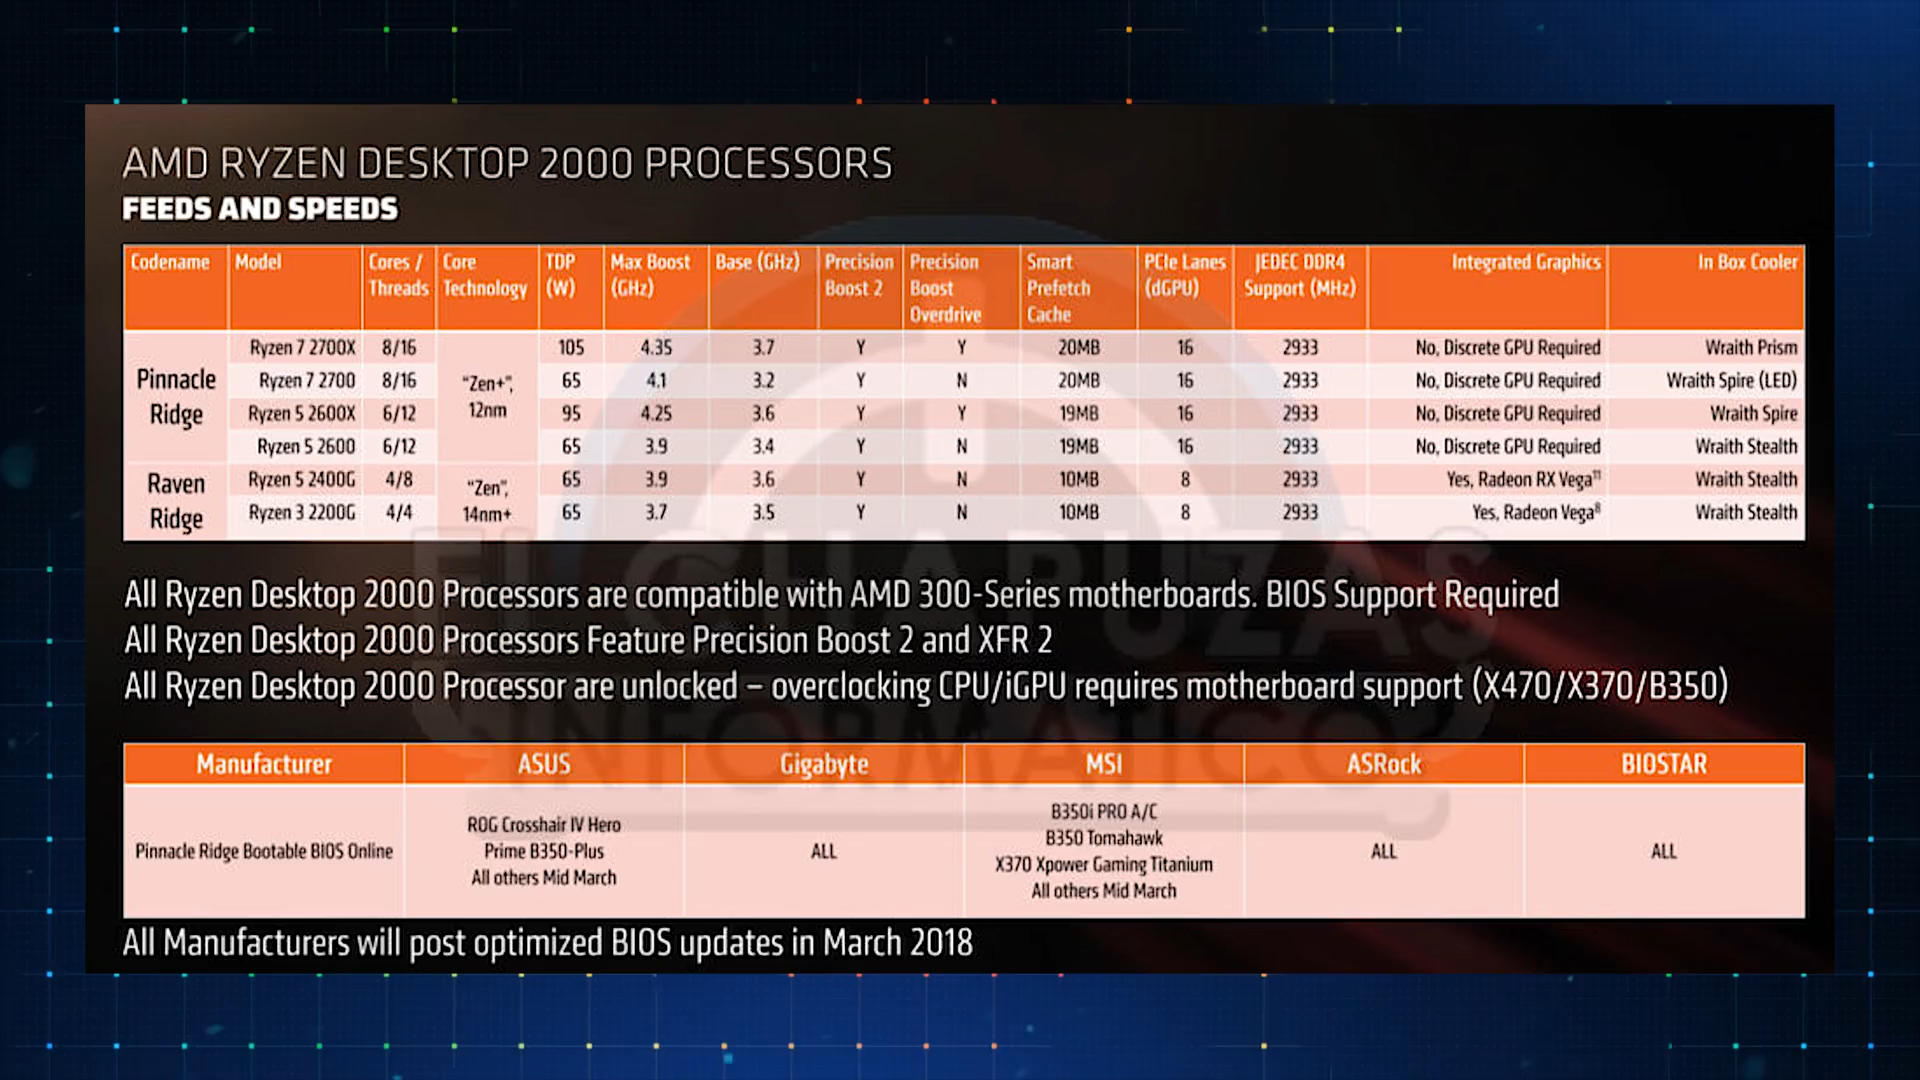 AMD RYZEN DESKTOP 2000 PROCESSORS
FEEDS AND SPEEDS
Codename Model Cores / Threads Core Technology TDP (W) Max Boost (GHz) Base (GHz) Precision Boost 2 Precision Boost Overdrive Smart Prefetch Cache PCIe Lanes (dGPU) JEDEC DDR4 Support (MHz) Integrated Graphics In Box Cooler
Pinnacle Ridge "Zen+", 12nm
Ryzen 7 2700X 8/16 105 4.35 3.7 Y Y 20MB 16 2933 No, Discrete GPU Required Wraith Prism
Ryzen 7 2700 8/16 65 4.1 3.2 Y N 20MB 16 2933 No, Discrete GPU Required Wraith Spire (LED)
Ryzen 5 2600X 6/12 95 4.25 3.6 Y Y 19MB 16 2933 No, Discrete GPU Required Wraith Spire
Ryzen 5 2600 6/12 65 3.9 3.4 Y N 19MB 16 2933 No, Discrete GPU Required Wraith Stealth
Raven Ridge "Zen", 14nm+
Ryzen 5 2400G 4/8 65 3.9 3.6 Y N 10MB 8 2933 Yes, Radeon RX Vega¹¹ Wraith Stealth
Ryzen 3 2200G 4/4 65 3.7 3.5 Y N 10MB 8 2933 Yes, Radeon Vega⁸ Wraith Stealth
EL CHAPUZAS
INFORMÁTICO
All Ryzen Desktop 2000 Processors are compatible with AMD 300-Series motherboards. BIOS Support Required
All Ryzen Desktop 2000 Processors Feature Precision Boost 2 and XFR 2
All Ryzen Desktop 2000 Processor are unlocked – overclocking CPU/iGPU requires motherboard support (X470/X370/B350)
Manufacturer ASUS Gigabyte MSI ASRock BIOSTAR
Pinnacle Ridge Bootable BIOS Online
ROG Crosshair IV Hero
Prime B350-Plus
All others Mid March
ALL
B350i PRO A/C
B350 Tomahawk
X370 Xpower Gaming Titanium
All others Mid March
ALL
ALL
All Manufacturers will post optimized BIOS updates in March 2018